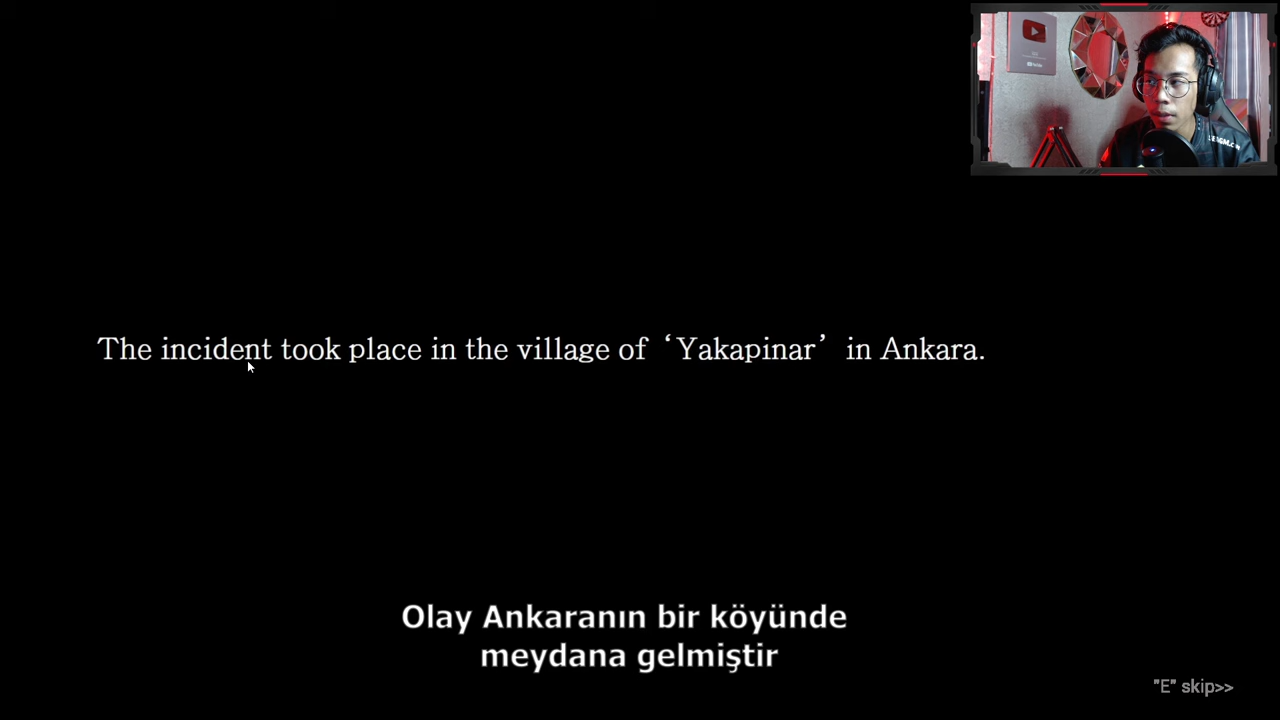 The incident took place in the village of ‘Yakapinar’ in Ankara.
Olay Ankaranın bir köyünde
meydana gelmiştir
"E" skip>>